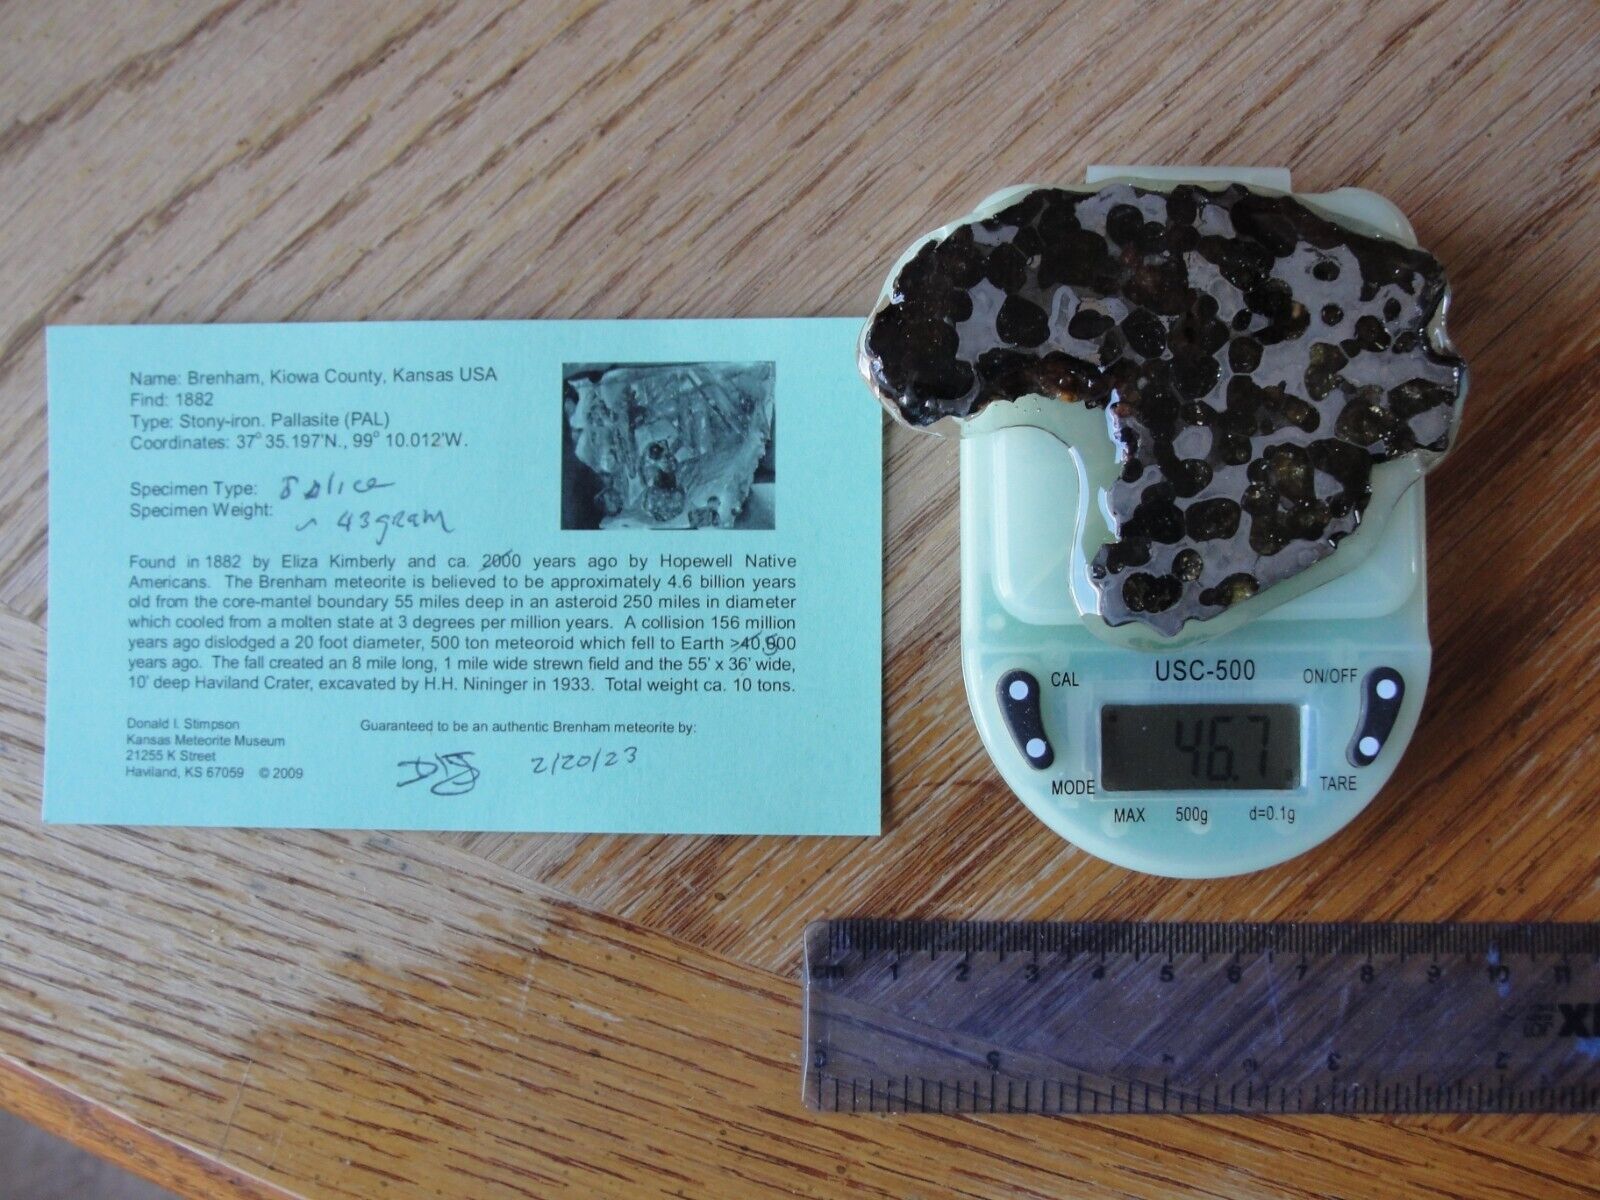 Name: Brenham, Kiowa County, Kansas USA
Find: 1882
Type: Stony-iron. Pallasite (PAL)
Coordinates: 37° 35.197'N., 99° 10.012'W.
Specimen Type: slice
Specimen Weight: ~ 43gram
Found in 1882 by Eliza Kimberly and ca. 2000 years ago by Hopewell Native
Americans. The Brenham meteorite is believed to be approximately 4.6 billion years
old from the core-mantel boundary 55 miles deep in an asteroid 250 miles in diameter
which cooled from a molten state at 3 degrees per million years. A collision 156 million
years ago dislodged a 20 foot diameter, 500 ton meteoroid which fell to Earth
years ago. The fall created an 8 mile long, 1 mile wide strewn field and the 55' x 36' wide,
10' deep Haviland Crater, excavated by H.H. Nininger in 1933. Total weight ca. 10 tons.
Donald I. Stimpson
Kansas Meteorite Museum
21255 K Street
Haviland, KS 67059 © 2009
Guaranteed to be an authentic Brenham meteorite by:
2/20/23
USC-500
CAL
ON/OFF
46.7
MODE
TARE
MAX 500g d=0.1g
cm 1 2 3 4 5 6 7 8 9 10 11
5 4 3 2